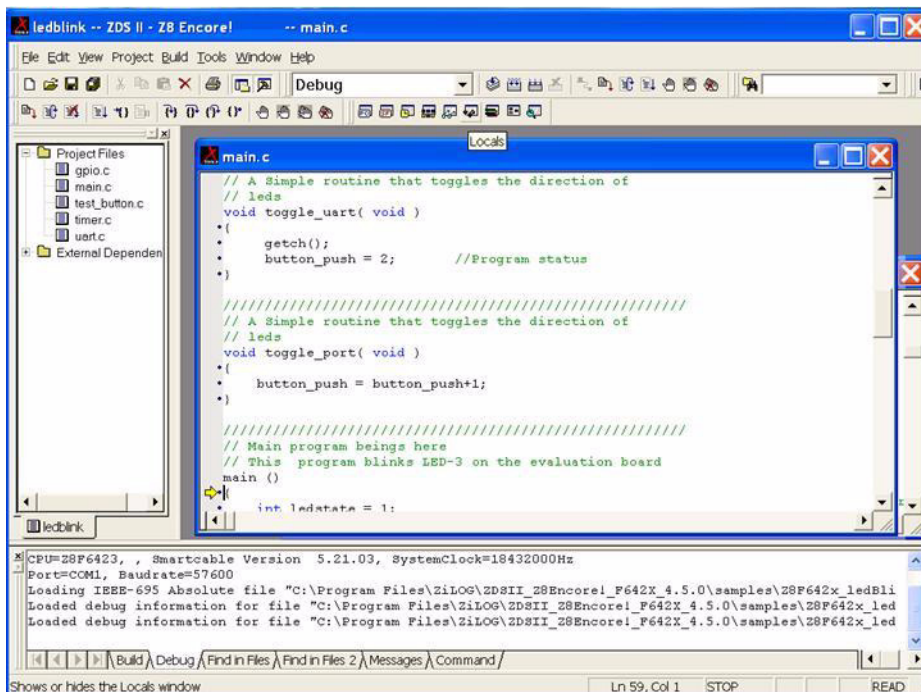 ledblink -- ZDS II - Z8 Encore! -- main.c
File Edit View Project Build Tools Window Help
Debug
Locals
Project Files
gpio.c
main.c
test_button.c
timer.c
uart.c
External Dependen
ledblink
main.c
// A Simple routine that toggles the direction of
// leds
void toggle_uart( void )
{
getch();
button_push = 2; //Program status
}
//////////////////////////////////////////////////////////
// A Simple routine that toggles the direction of
// leds
void toggle_port( void )
{
button_push = button_push+1;
}
//////////////////////////////////////////////////////////
// Main program beings here
// This program blinks LED-3 on the evaluation board
main ()
{
int ledstate = 1;
CPU=Z8F6423, , Smartcable Version 5.21.03, SystemClock=18432000Hz
Port=COM1, Baudrate=57600
Loading IEEE-695 Absolute file "C:\Program Files\ZiLOG\ZDSII_Z8Encore!_F642X_4.5.0\samples\Z8F642x_ledBli
Loaded debug information for file "C:\Program Files\ZiLOG\ZDSII_Z8Encore!_F642X_4.5.0\samples\Z8F642x_led
Loaded debug information for file "C:\Program Files\ZiLOG\ZDSII_Z8Encore!_F642X_4.5.0\samples\Z8F642x_led
Build Debug Find in Files Find in Files 2 Messages Command
Shows or hides the Locals window Ln 59, Col 1 STOP READ